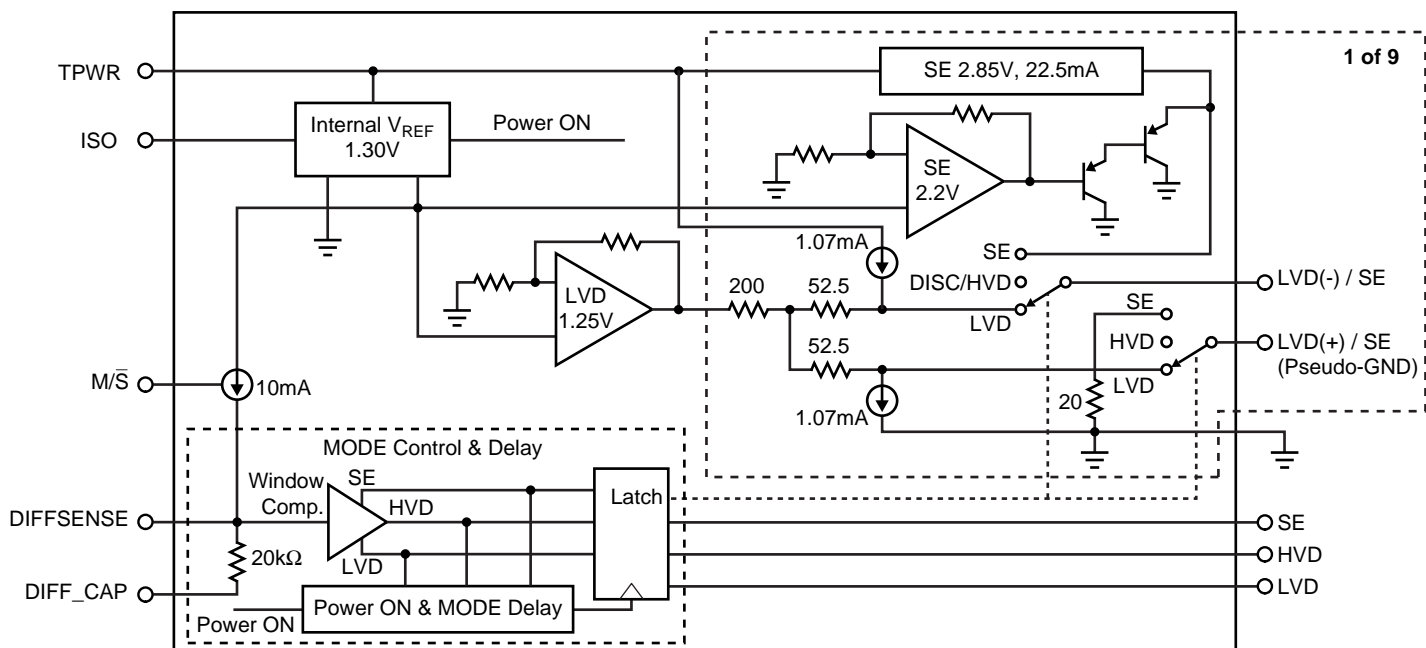 1 of 9
TPWR
SE 2.85V, 22.5mA
ISO
Internal VREF
1.30V
Power ON
SE
2.2V
1.07mA
SE
DISC/HVD
LVD
LVD(-) / SE
LVD
1.25V
200
52.5
52.5
SE
HVD
LVD
LVD(+) / SE
(Pseudo-GND)
M/S̅
10mA
1.07mA
20
MODE Control & Delay
Window
Comp.
SE
HVD
LVD
Latch
DIFFSENSE
SE
20kΩ
HVD
DIFF_CAP
LVD
Power ON & MODE Delay
Power ON